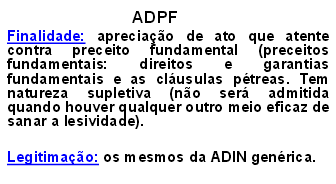 ADPF
Finalidade: apreciação de ato que atente
contra preceito fundamental (preceitos
fundamentais: direitos e garantias
fundamentais e as cláusulas pétreas. Tem
natureza supletiva (não será admitida
quando houver qualquer outro meio eficaz de
sanar a lesividade).
Legitimação: os mesmos da ADIN genérica.